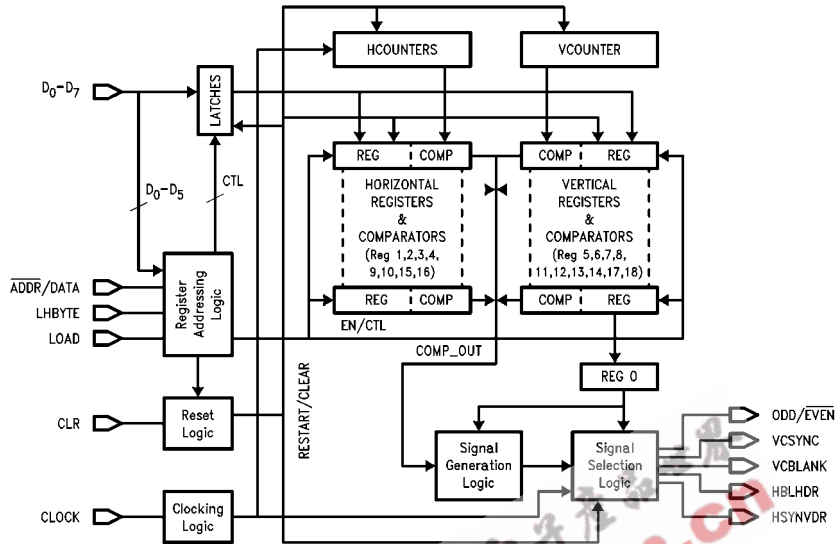 HCOUNTERS
VCOUNTER
D0-D7
LATCHES
D0-D5
CTL
REG
COMP
COMP
REG
HORIZONTAL
REGISTERS
&
COMPARATORS
(Reg 1,2,3,4,
9,10,15,16)
VERTICAL
REGISTERS
&
COMPARATORS
(Reg 5,6,7,8,
11,12,13,14,17,18)
REG
COMP
COMP
REG
ADDR/DATA
LHBYTE
LOAD
Register
Addressing
Logic
EN/CTL
COMP_OUT
REG 0
RESTART/CLEAR
CLR
Reset
Logic
Signal
Generation
Logic
Signal
Selection
Logic
ODD/EVEN
VCSYNC
VCBLANK
HBLHDR
HSYNVDR
CLOCK
Clocking
Logic
.cn